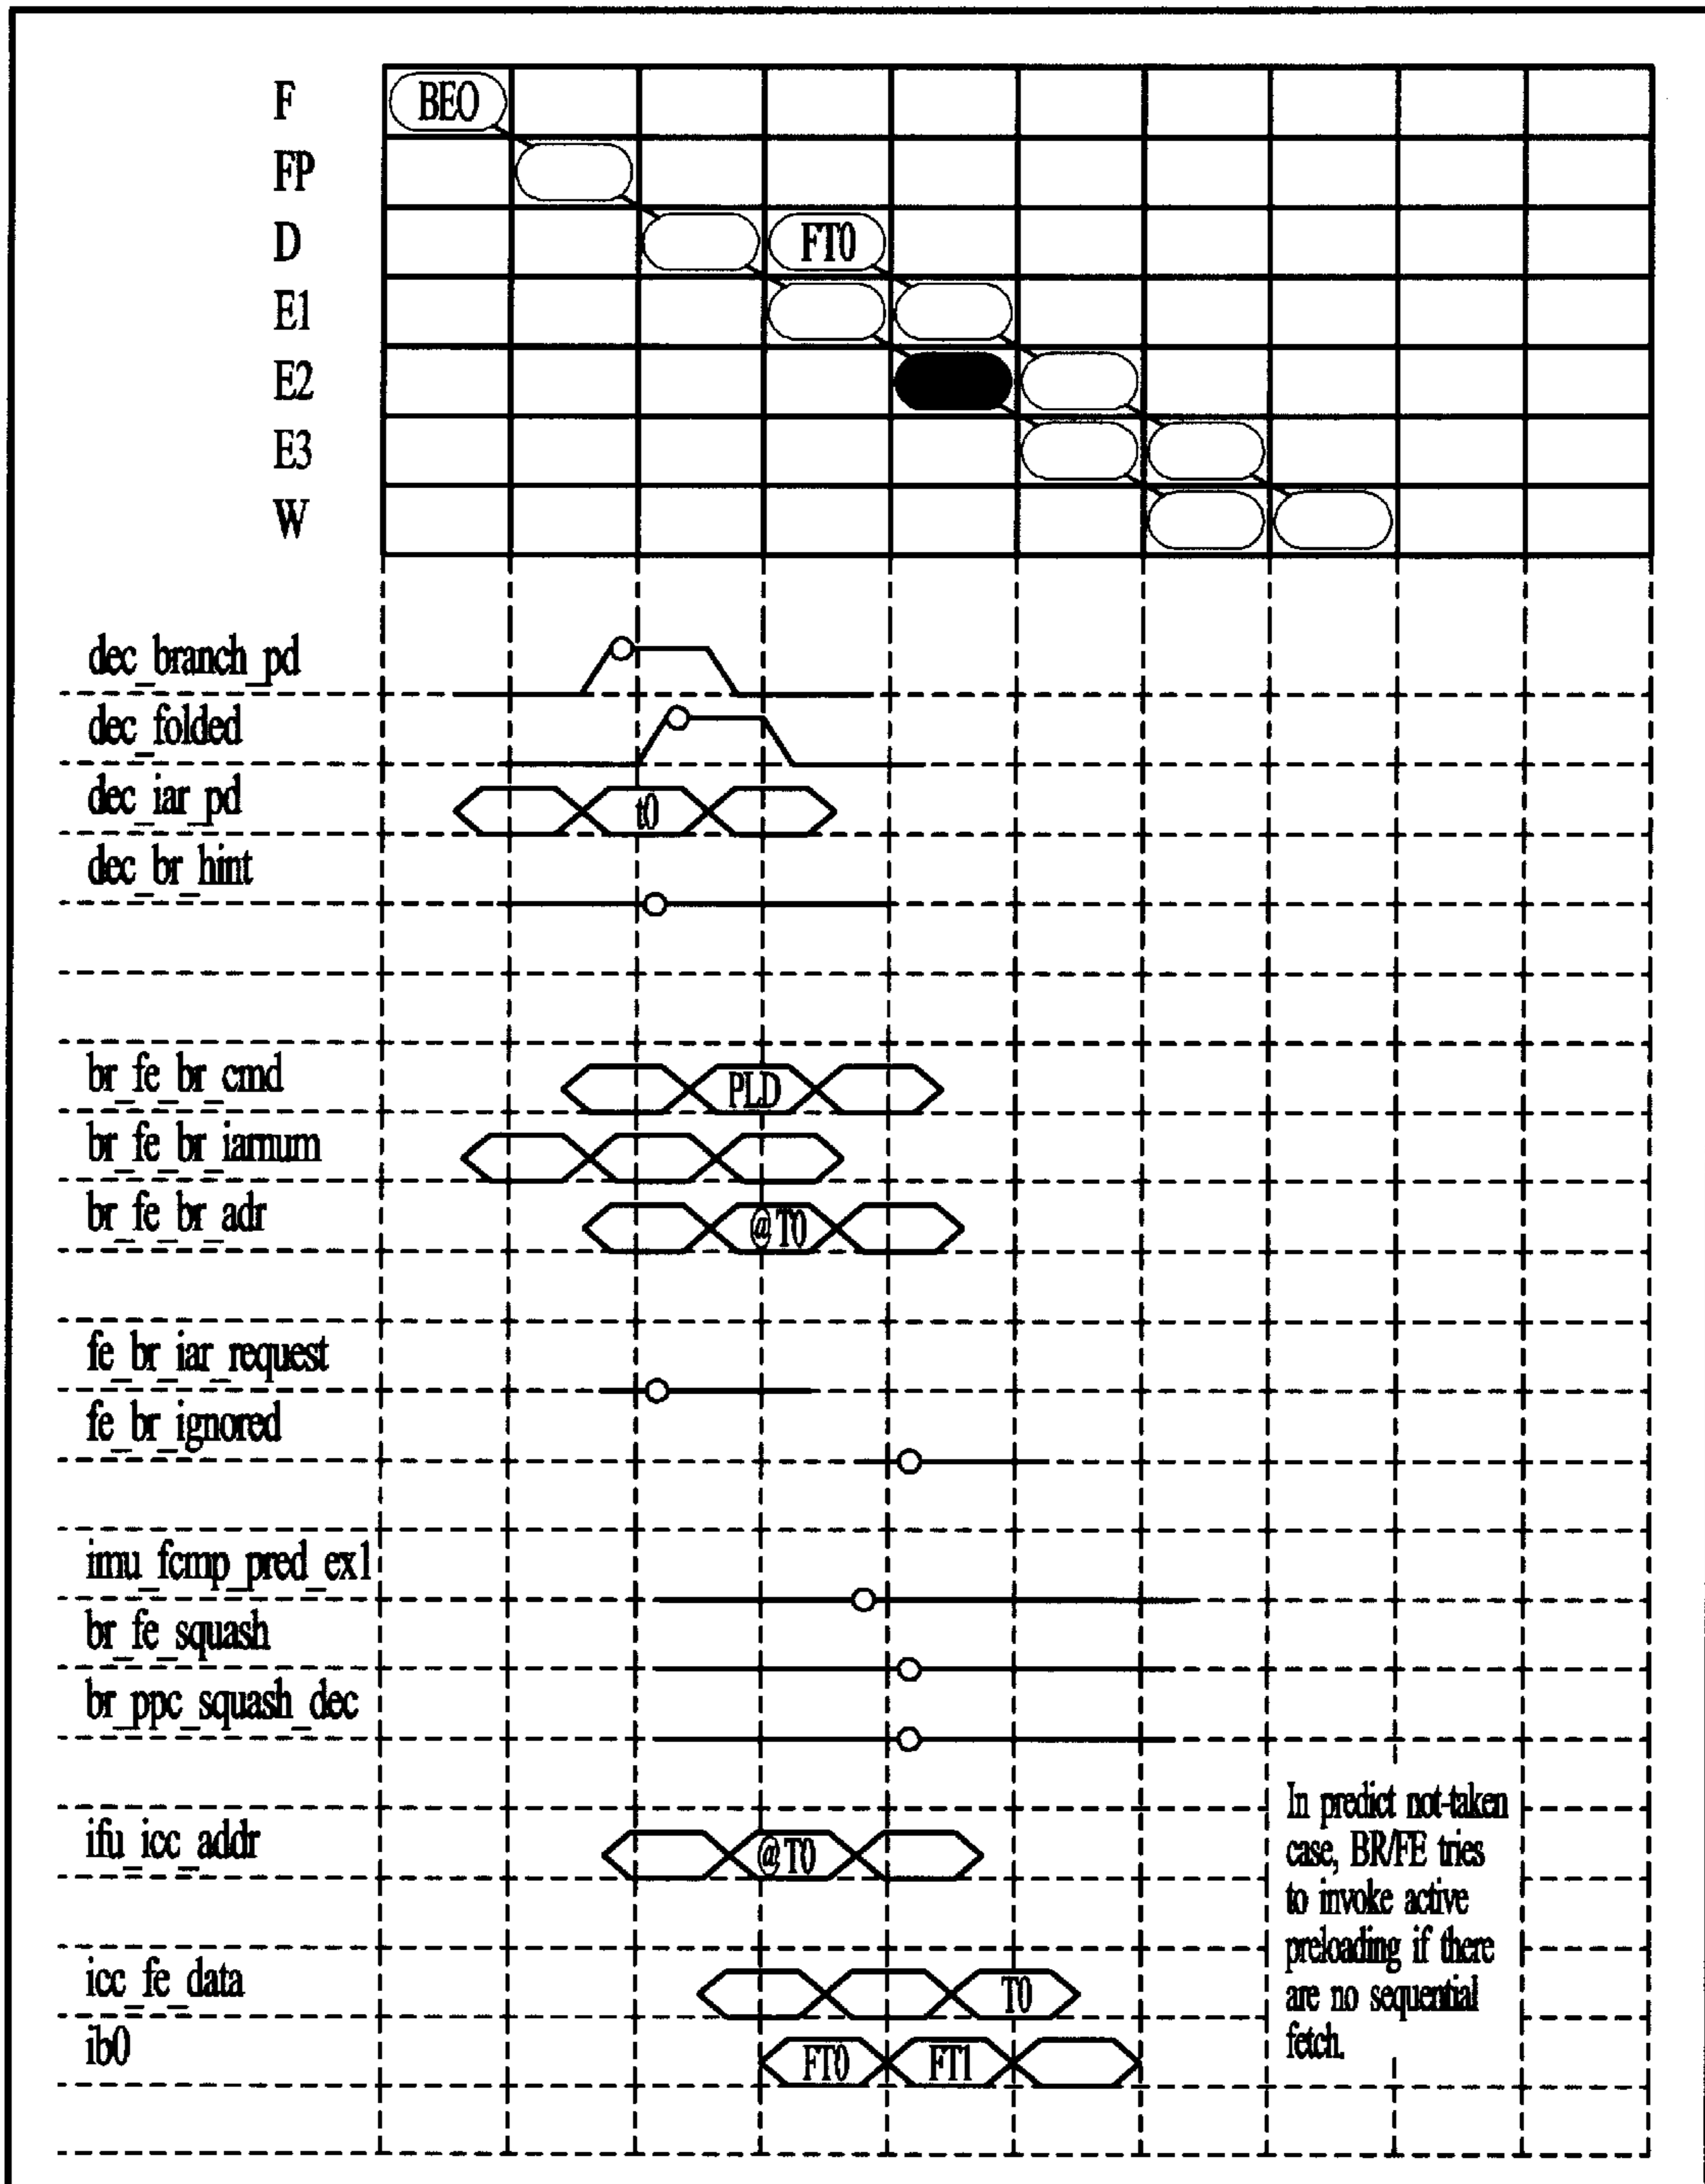 F
BEO
FP
D
FT0
E1
E2
E3
W
dec_branch_pd
dec_folded
dec_iar_pd
t0
dec_br_hint
br_fe_br_cmd
PLD
br_fe_br_iarnum
br_fe_br_adr
@T0
fe_br_iar_request
fe_br_ignored
imu_fcmp_pred_ex1
br_fe_squash
br_ppc_squash_dec
ifu_icc_addr
@T0
icc_fe_data
T0
ib0
FT0
FT1
In predict not-taken
case, BR/FE tries
to invoke active
preloading if there
are no sequential
fetch.